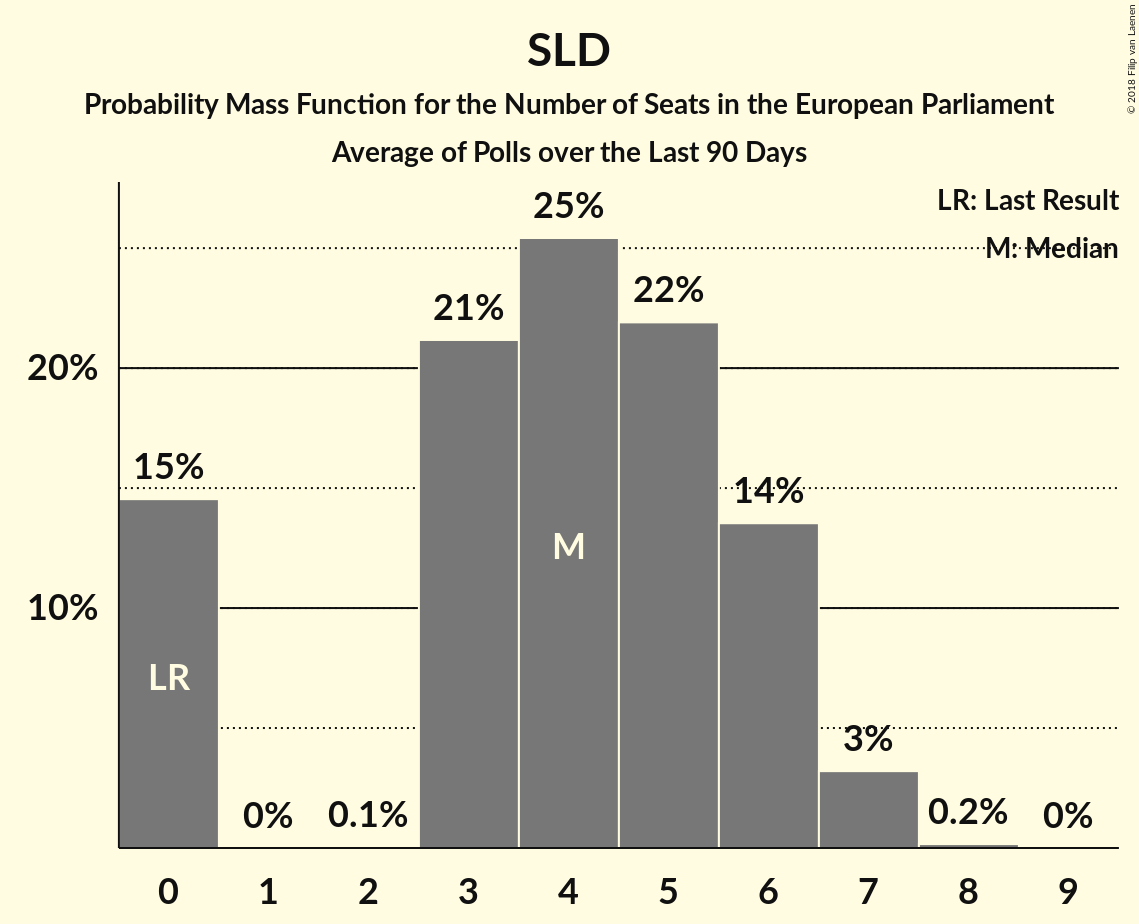 SLD
Probability Mass Function for the Number of Seats in the European Parliament
Average of Polls over the Last 90 Days
© 2018 Filip van Laenen
LR: Last Result
M: Median
25%
22%
21%
20%
15%
14%
M
10%
LR
3%
0%
0.1%
0.2%
0%
0 1 2 3 4 5 6 7 8 9